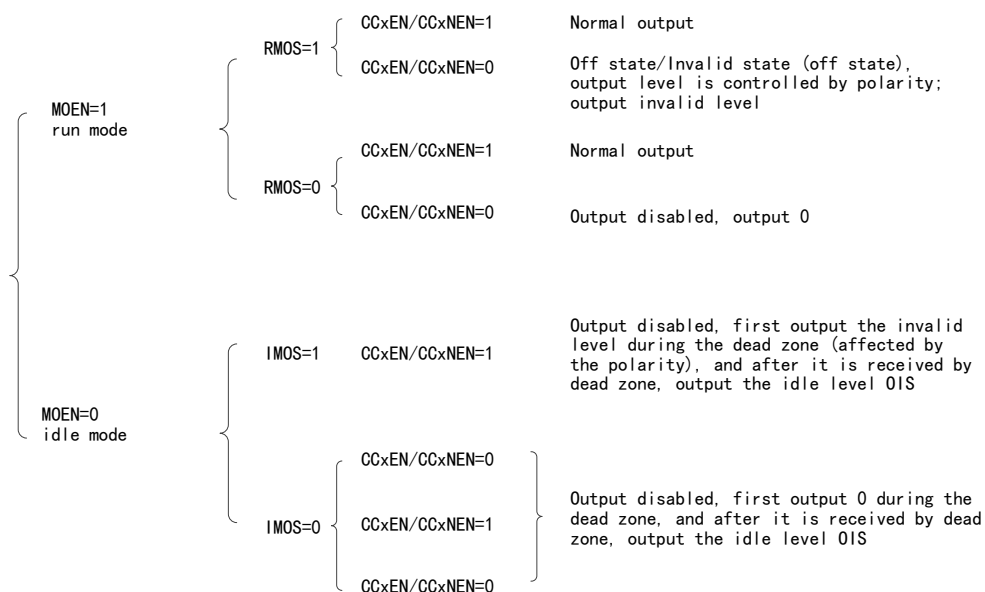 CCxEN/CCxNEN=1 Normal output
RMOS=1
CCxEN/CCxNEN=0 Off state/Invalid state (off state),
output level is controlled by polarity;
output invalid level
MOEN=1
run mode
CCxEN/CCxNEN=1 Normal output
RMOS=0
CCxEN/CCxNEN=0 Output disabled, output 0
Output disabled, first output the invalid
level during the dead zone (affected by
IMOS=1 CCxEN/CCxNEN=1 the polarity), and after it is received by
dead zone, output the idle level OIS
MOEN=0
idle mode
CCxEN/CCxNEN=0
Output disabled, first output 0 during the
IMOS=0 CCxEN/CCxNEN=1 dead zone, and after it is received by dead
zone, output the idle level OIS
CCxEN/CCxNEN=0